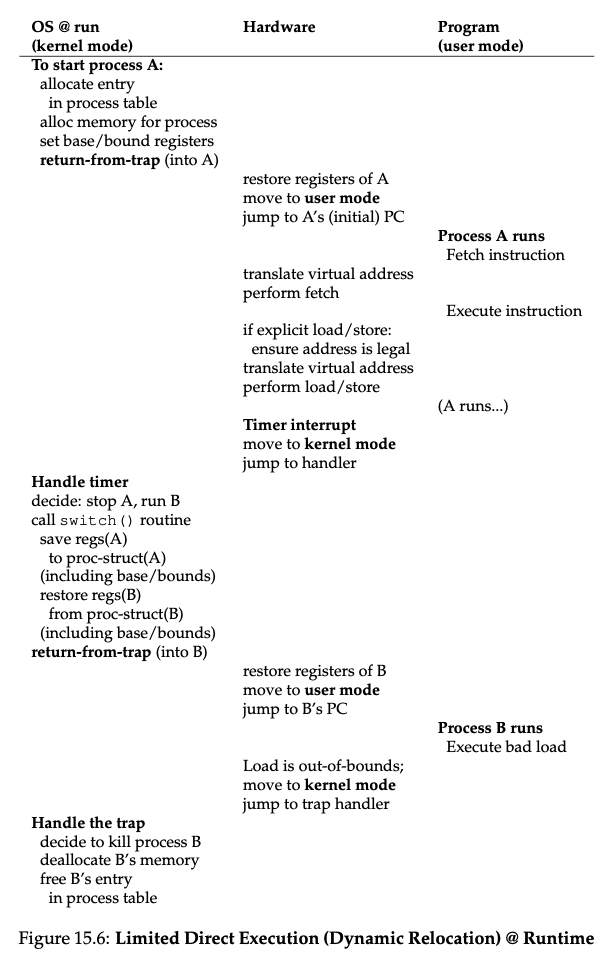 OS @ run Hardware Program
(kernel mode) (user mode)
To start process A:
allocate entry
in process table
alloc memory for process
set base/bound registers
return-from-trap (into A)
restore registers of A
move to user mode
jump to A's (initial) PC
Process A runs
Fetch instruction
translate virtual address
perform fetch
Execute instruction
if explicit load/store:
ensure address is legal
translate virtual address
perform load/store
(A runs...)
Timer interrupt
move to kernel mode
jump to handler
Handle timer
decide: stop A, run B
call switch() routine
save regs(A)
to proc-struct(A)
(including base/bounds)
restore regs(B)
from proc-struct(B)
(including base/bounds)
return-from-trap (into B)
restore registers of B
move to user mode
jump to B's PC
Process B runs
Execute bad load
Load is out-of-bounds;
move to kernel mode
jump to trap handler
Handle the trap
decide to kill process B
deallocate B's memory
free B's entry
in process table
Figure 15.6: Limited Direct Execution (Dynamic Relocation) @ Runtime